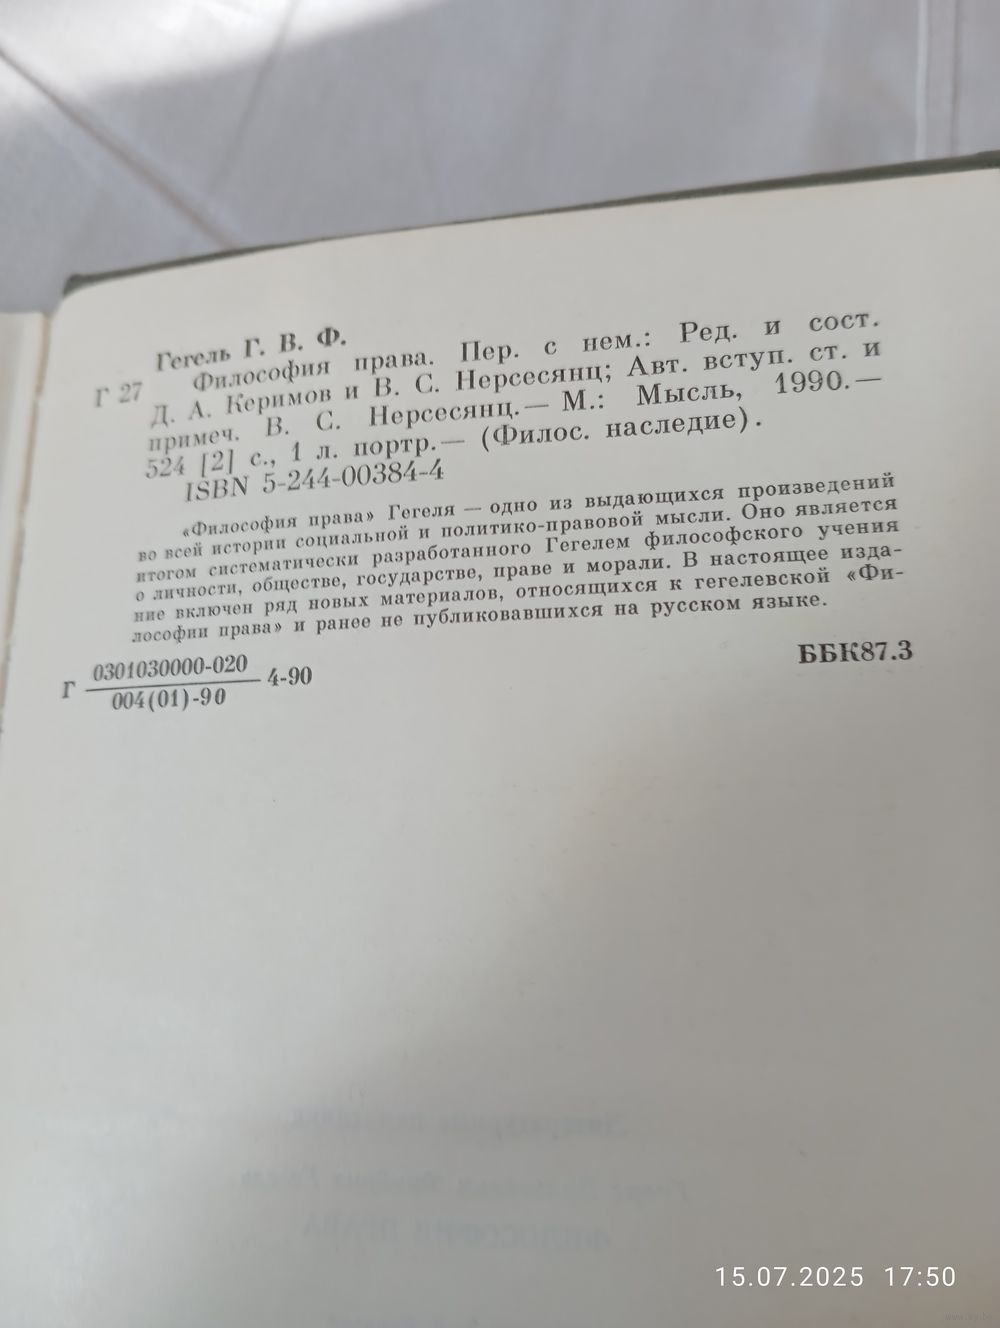 Гегель Г. В. Ф.
Г 27 Философия права. Пер. с нем.: Ред. и сост.
Д. А. Керимов и В. С. Нерсесянц; Авт. вступ. ст. и
примеч. В. С. Нерсесянц.— М.: Мысль, 1990.—
524 [2] с., 1 л. портр.— (Филос. наследие).
ISBN 5-244-00384-4
«Философия права» Гегеля — одно из выдающихся произведений
во всей истории социальной и политико-правовой мысли. Оно является
итогом систематически разработанного Гегелем философского учения
о личности, обществе, государстве, праве и морали. В настоящее изда-
ние включен ряд новых материалов, относящихся к гегелевской «Фи-
лософии права» и ранее не публиковавшихся на русском языке.
Г 0301030000-020
004(01)-90
4-90
ББК87.3
15.07.2025 17:50